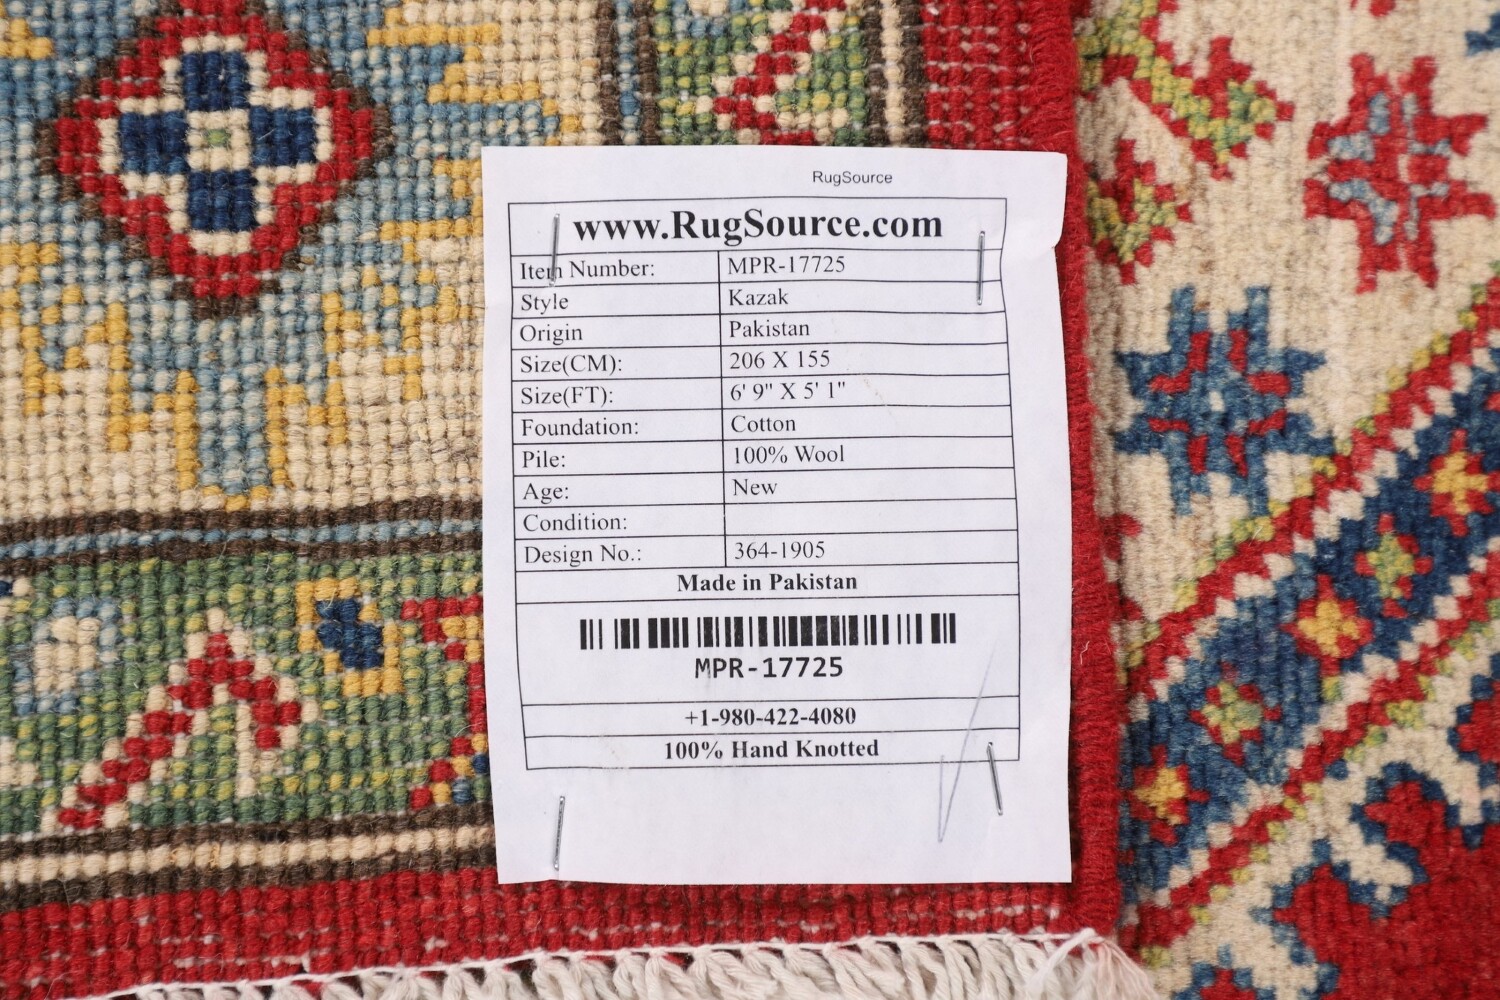 RugSource
www.RugSource.com
Item Number: MPR-17725
Style Kazak
Origin Pakistan
Size(CM): 206 X 155
Size(FT): 6' 9" X 5' 1"
Foundation: Cotton
Pile: 100% Wool
Age: New
Condition:
Design No.: 364-1905
Made in Pakistan
MPR-17725
+1-980-422-4080
100% Hand Knotted